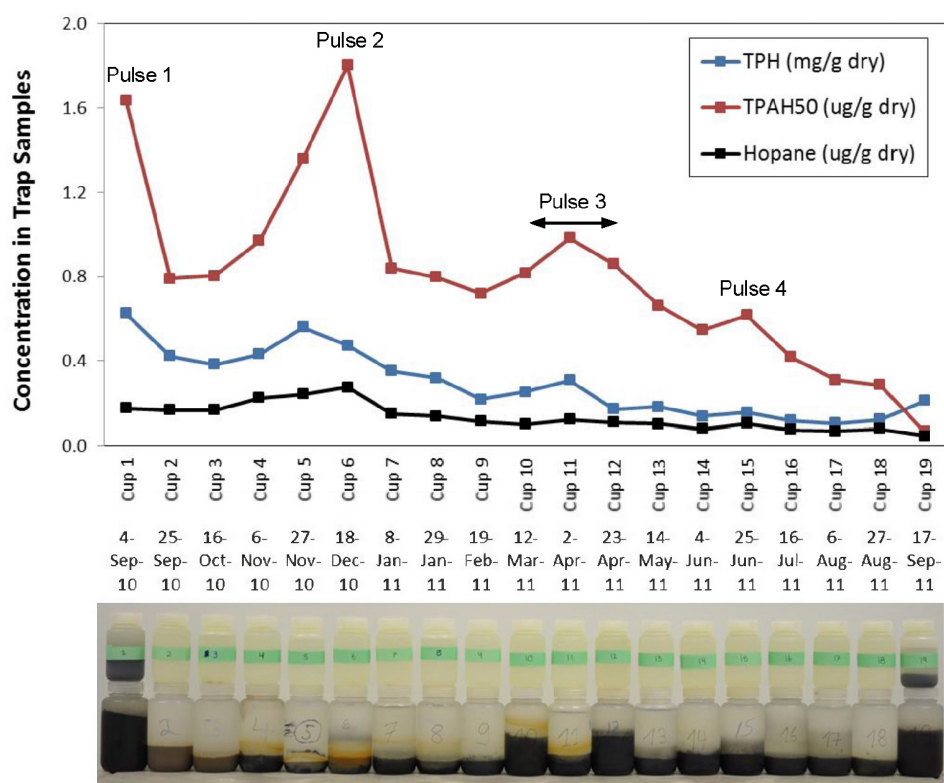 2.0
1.6
1.2
0.8
0.4
0.0
Concentration in Trap Samples
Pulse 1
Pulse 2
Pulse 3
Pulse 4
TPH (mg/g dry)
TPAH50 (ug/g dry)
Hopane (ug/g dry)
Cup 1
Cup 2
Cup 3
Cup 4
Cup 5
Cup 6
Cup 7
Cup 8
Cup 9
Cup 10
Cup 11
Cup 12
Cup 13
Cup 14
Cup 15
Cup 16
Cup 17
Cup 18
Cup 19
4- 25- 16- 6- 27- 18- 8- 29- 19- 12- 2- 23- 14- 4- 25- 16- 6- 27- 17-
Sep- Sep- Oct- Nov- Nov- Dec- Jan- Jan- Feb- Mar- Apr- Apr- May- Jun- Jun- Jul- Aug- Aug- Sep-
10 10 10 10 10 10 11 11 11 11 11 11 11 11 11 11 11 11 11
1 2 3 4 5 6 7 8 9 10 11 12 13 14 15 16 17 18 19
2 3 4 5 6 7 8 9 10 11 12 13 14 15 16 17 18 19